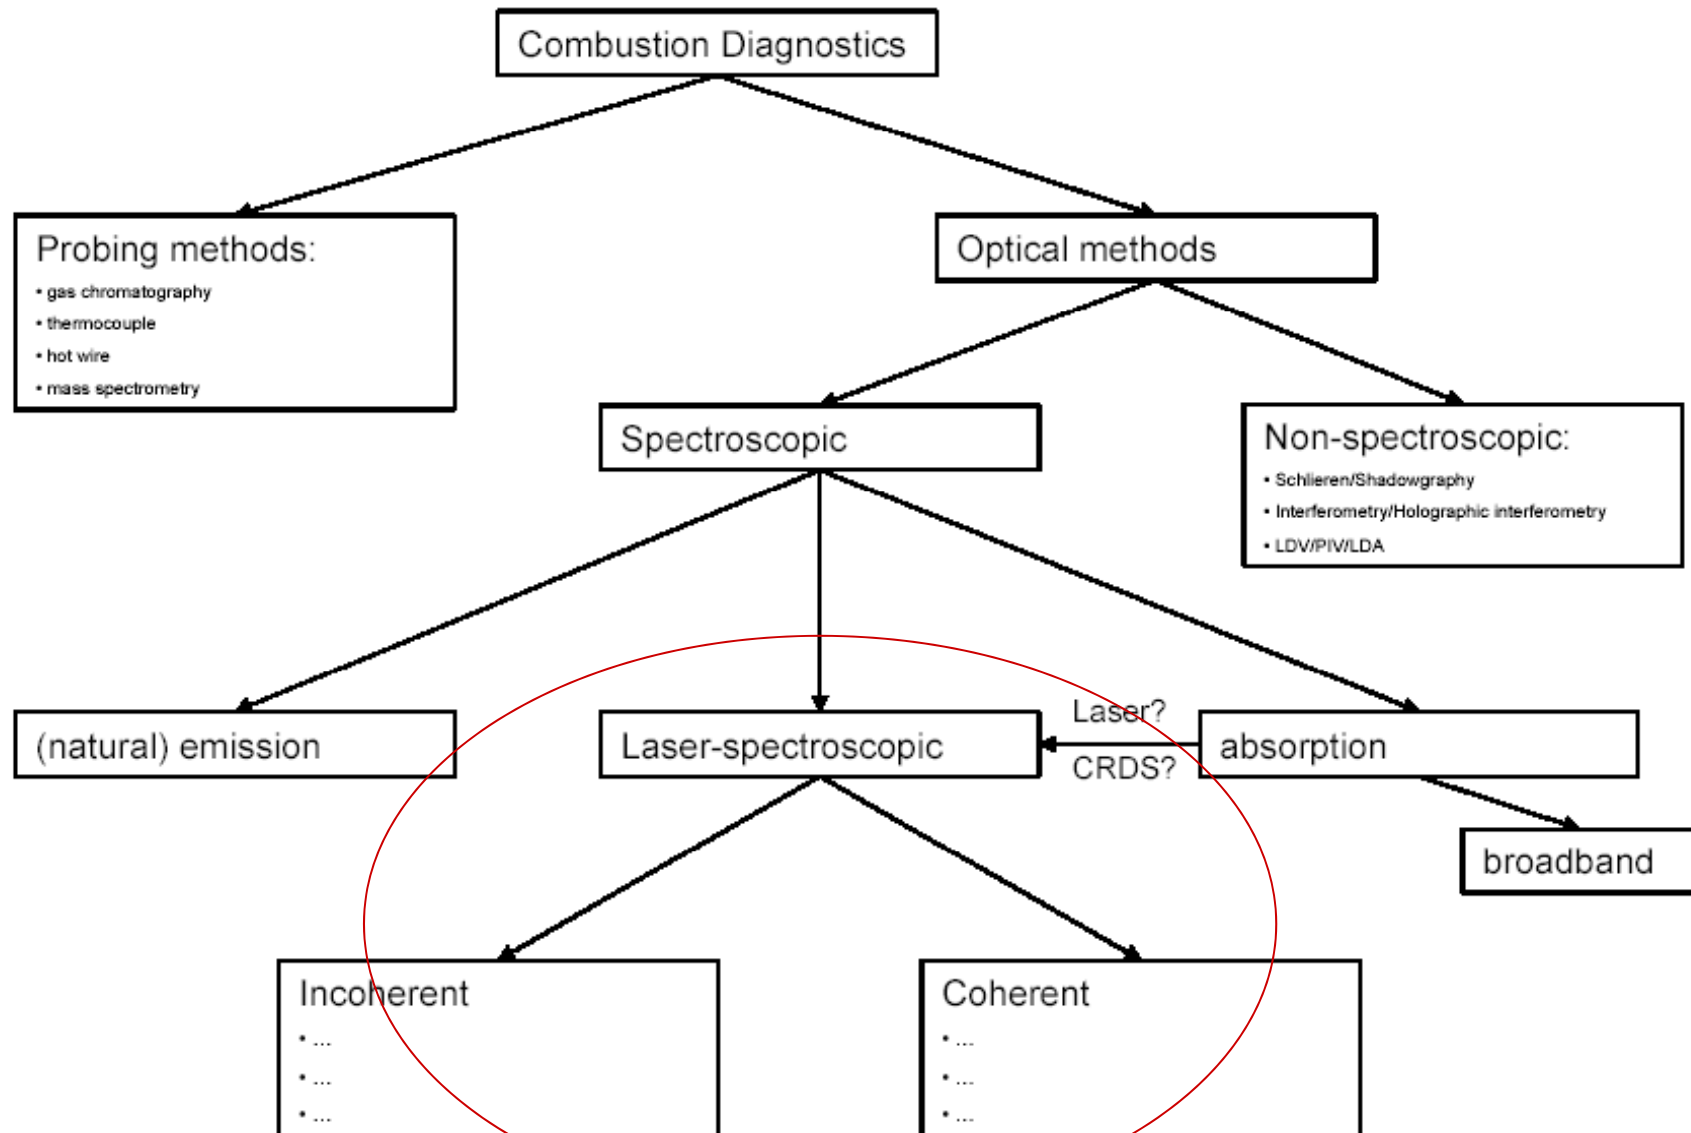 Combustion Diagnostics
Probing methods:
• gas chromatography
• thermocouple
• hot wire
• mass spectrometry
Optical methods
Spectroscopic
Non-spectroscopic:
• Schlieren/Shadowgraphy
• Interferometry/Holographic interferometry
• LDV/PIV/LDA
(natural) emission
Laser-spectroscopic
Laser?
CRDS?
absorption
broadband
Incoherent
• ...
• ...
• ...
Coherent
• ...
• ...
• ...